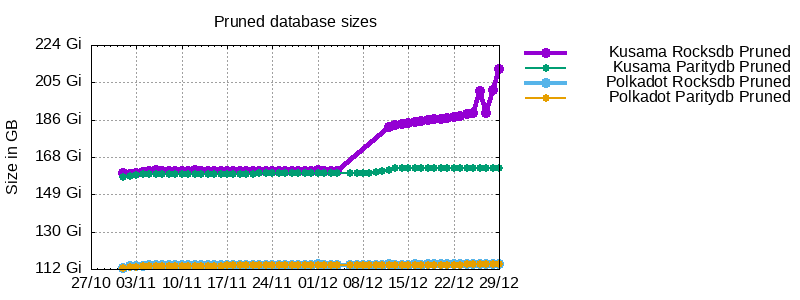 Pruned database sizes
Size in GB
224 Gi
205 Gi
186 Gi
168 Gi
149 Gi
130 Gi
112 Gi
27/10 03/11 10/11 17/11 24/11 01/12 08/12 15/12 22/12 29/12
Kusama Rocksdb Pruned
Kusama Paritydb Pruned
Polkadot Rocksdb Pruned
Polkadot Paritydb Pruned